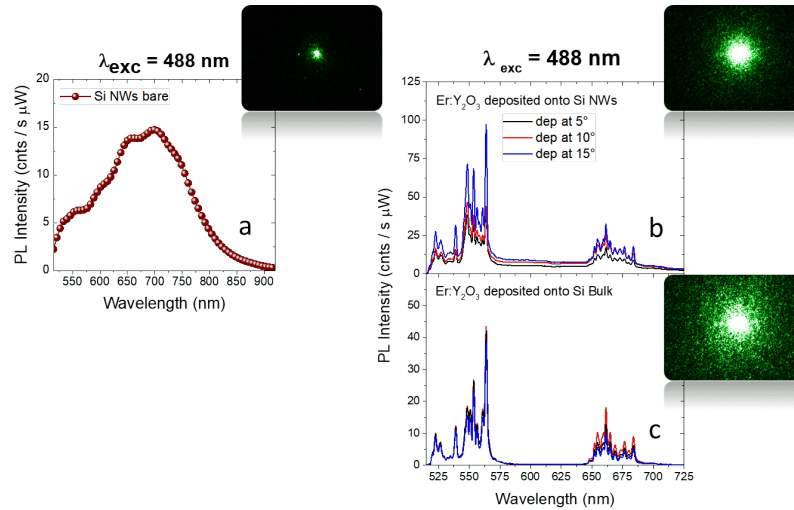 λexc = 488 nm
PL Intensity (cnts / s µW)
20
15
10
5
0
Si NWs bare
a
550 600 650 700 750 800 850 900
Wavelength (nm)
λ exc = 488 nm
PL Intensity (cnts / s µW)
125
100
75
50
25
0
Er:Y2O3 deposited onto Si NWs
dep at 5°
dep at 10°
dep at 15°
b
50
40
30
20
10
0
Er:Y2O3 deposited onto Si Bulk
c
525 550 575 600 625 650 675 700 725
Wavelength (nm)